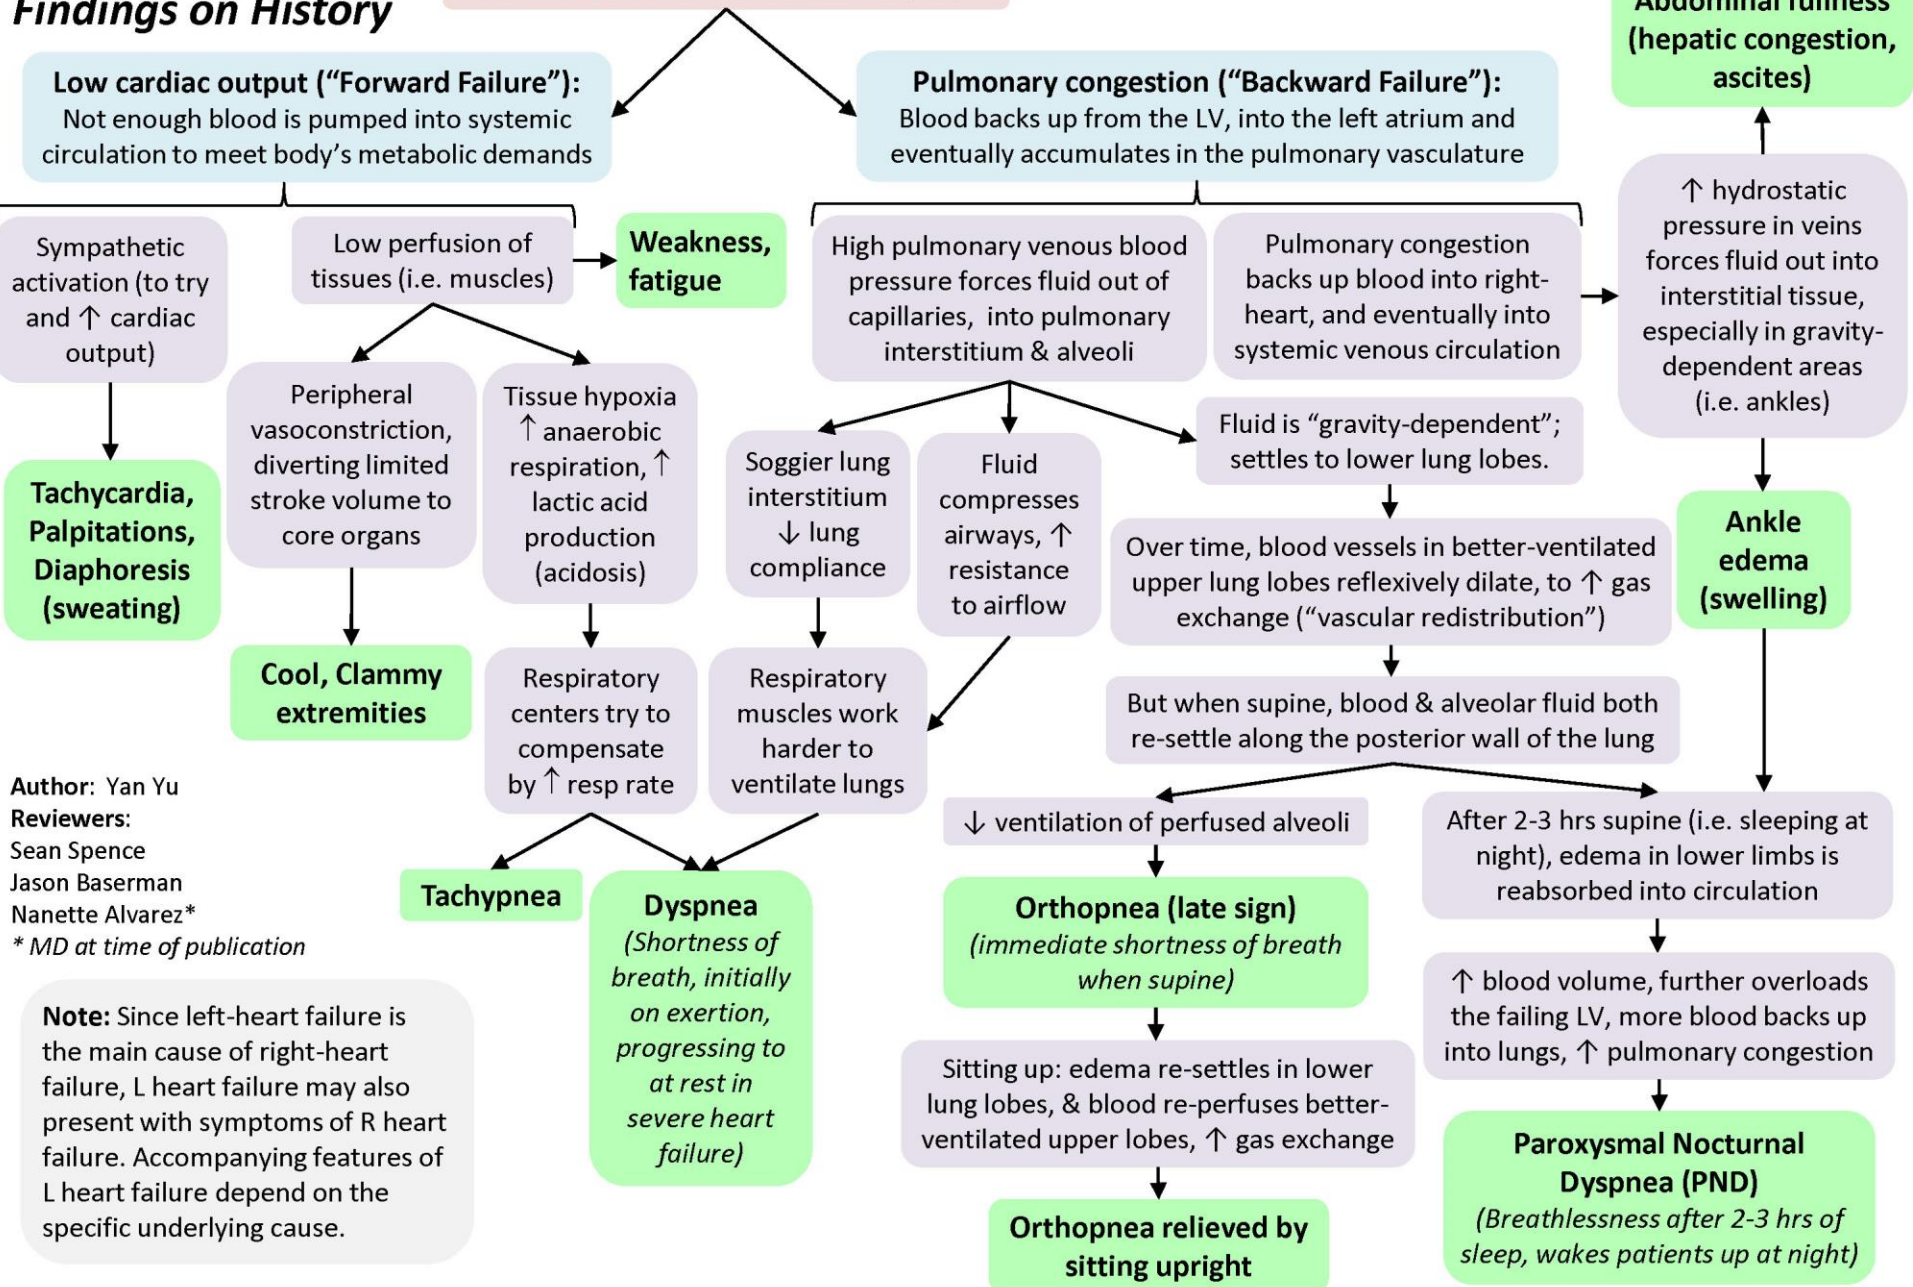 Findings on History
Abdominal fullness
(hepatic congestion,
ascites)
Low cardiac output (“Forward Failure”):
Not enough blood is pumped into systemic
circulation to meet body’s metabolic demands
Pulmonary congestion (“Backward Failure”):
Blood backs up from the LV, into the left atrium and
eventually accumulates in the pulmonary vasculature
Sympathetic
activation (to try
and ↑ cardiac
output)
Low perfusion of
tissues (i.e. muscles)
Weakness,
fatigue
High pulmonary venous blood
pressure forces fluid out of
capillaries, into pulmonary
interstitium & alveoli
Pulmonary congestion
backs up blood into right-
heart, and eventually into
systemic venous circulation
↑ hydrostatic
pressure in veins
forces fluid out into
interstitial tissue,
especially in gravity-
dependent areas
(i.e. ankles)
Tachycardia,
Palpitations,
Diaphoresis
(sweating)
Peripheral
vasoconstriction,
diverting limited
stroke volume to
core organs
Tissue hypoxia
↑ anaerobic
respiration, ↑
lactic acid
production
(acidosis)
Soggier lung
interstitium
↓ lung
compliance
Fluid
compresses
airways, ↑
resistance
to airflow
Fluid is “gravity-dependent”;
settles to lower lung lobes.
Over time, blood vessels in better-ventilated
upper lung lobes reflexively dilate, to ↑ gas
exchange (“vascular redistribution”)
Ankle
edema
(swelling)
Cool, Clammy
extremities
Respiratory
centers try to
compensate
by ↑ resp rate
Respiratory
muscles work
harder to
ventilate lungs
But when supine, blood & alveolar fluid both
re-settle along the posterior wall of the lung
Author: Yan Yu
Reviewers:
Sean Spence
Jason Baserman
Nanette Alvarez*
* MD at time of publication
Tachypnea
Dyspnea
(Shortness of
breath, initially
on exertion,
progressing to
at rest in
severe heart
failure)
↓ ventilation of perfused alveoli
Orthopnea (late sign)
(immediate shortness of breath
when supine)
Sitting up: edema re-settles in lower
lung lobes, & blood re-perfuses better-
ventilated upper lobes, ↑ gas exchange
Orthopnea relieved by
sitting upright
After 2-3 hrs supine (i.e. sleeping at
night), edema in lower limbs is
reabsorbed into circulation
↑ blood volume, further overloads
the failing LV, more blood backs up
into lungs, ↑ pulmonary congestion
Paroxysmal Nocturnal
Dyspnea (PND)
(Breathlessness after 2-3 hrs of
sleep, wakes patients up at night)
Note: Since left-heart failure is
the main cause of right-heart
failure, L heart failure may also
present with symptoms of R heart
failure. Accompanying features of
L heart failure depend on the
specific underlying cause.